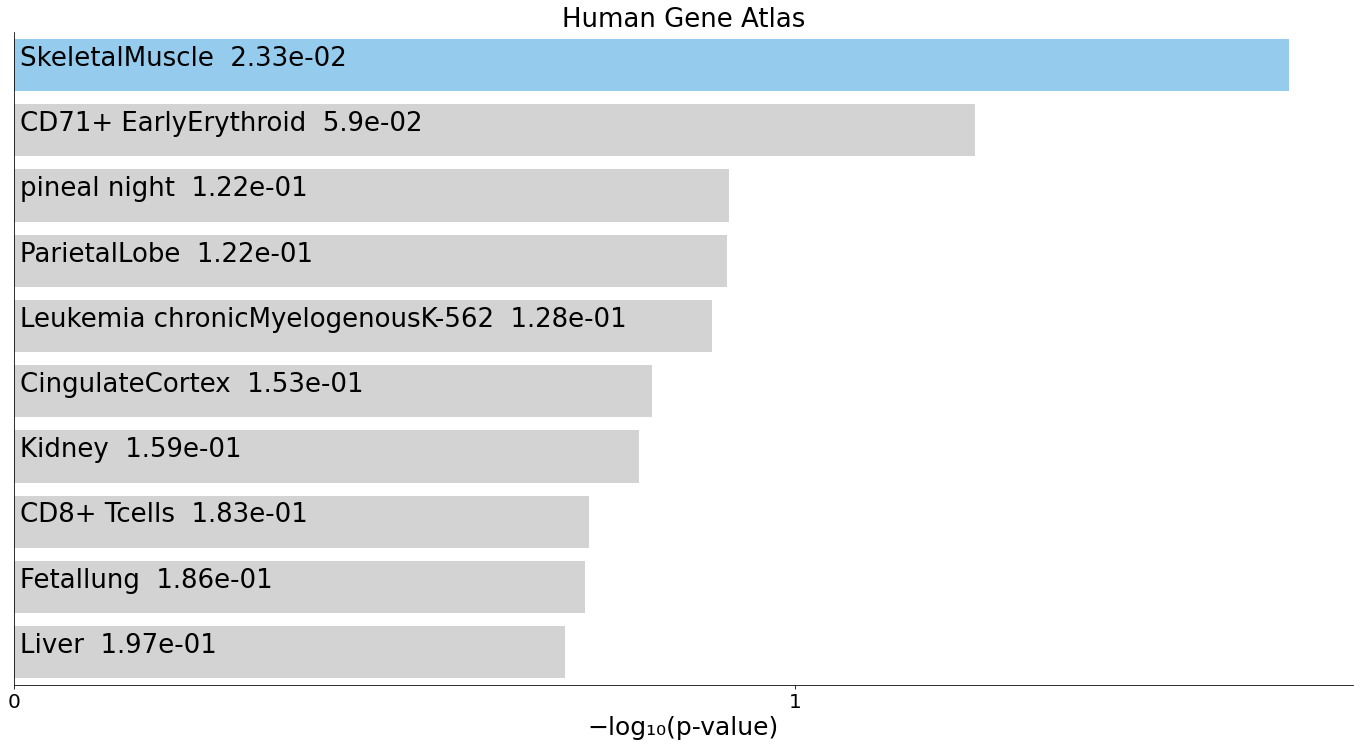 Human Gene Atlas
SkeletalMuscle  2.33e-02
CD71+ EarlyErythroid  5.9e-02
pineal night  1.22e-01
ParietalLobe  1.22e-01
Leukemia chronicMyelogenousK-562  1.28e-01
CingulateCortex  1.53e-01
Kidney  1.59e-01
CD8+ Tcells  1.83e-01
Fetallung  1.86e-01
Liver  1.97e-01
0 1
−log₁₀(p-value)